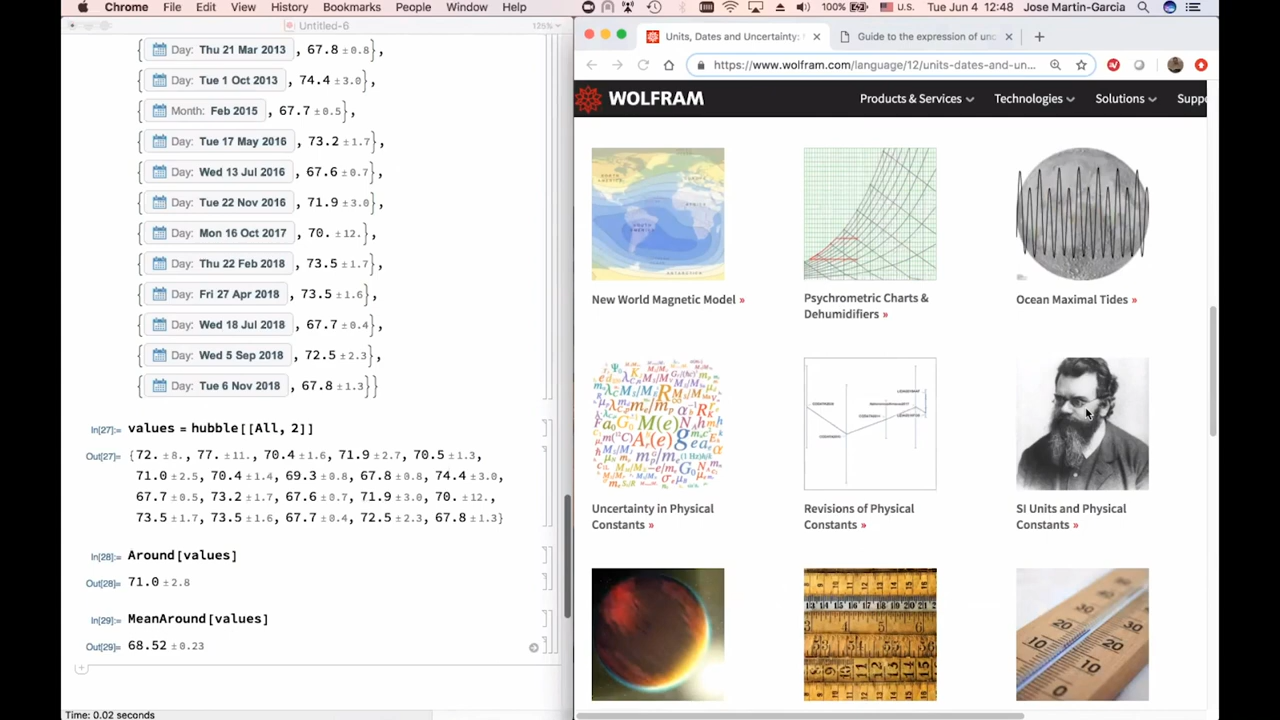 Chrome File Edit View History Bookmarks People Window Help 100% U.S. Tue Jun 4 12:48 Jose Martin-Garcia
Untitled-6 125%
{Day: Thu 21 Mar 2013, 67.8 ±0.8},
{Day: Tue 1 Oct 2013, 74.4 ±3.0},
{Month: Feb 2015, 67.7 ±0.5},
{Day: Tue 17 May 2016, 73.2 ±1.7},
{Day: Wed 13 Jul 2016, 67.6 ±0.7},
{Day: Tue 22 Nov 2016, 71.9 ±3.0},
{Day: Mon 16 Oct 2017, 70. ±12.},
{Day: Thu 22 Feb 2018, 73.5 ±1.7},
{Day: Fri 27 Apr 2018, 73.5 ±1.6},
{Day: Wed 18 Jul 2018, 67.7 ±0.4},
{Day: Wed 5 Sep 2018, 72.5 ±2.3},
{Day: Tue 6 Nov 2018, 67.8 ±1.3}}
In[27]:= values = hubble[[All, 2]]
Out[27]= {72. ±8., 77. ±11., 70.4 ±1.6, 71.9 ±2.7, 70.5 ±1.3,
71.0 ±2.5, 70.4 ±1.4, 69.3 ±0.8, 67.8 ±0.8, 74.4 ±3.0,
67.7 ±0.5, 73.2 ±1.7, 67.6 ±0.7, 71.9 ±3.0, 70. ±12.,
73.5 ±1.7, 73.5 ±1.6, 67.7 ±0.4, 72.5 ±2.3, 67.8 ±1.3}
In[28]:= Around[values]
Out[28]= 71.0 ±2.8
In[29]:= MeanAround[values]
Out[29]= 68.52 ±0.23
Time: 0.02 seconds
Units, Dates and Uncertainty: Guide to the expression of unc
https://www.wolfram.com/language/12/units-dates-and-un...
WOLFRAM Products & Services Technologies Solutions Suppo
New World Magnetic Model »
Psychrometric Charts &
Dehumidifiers »
Ocean Maximal Tides »
Uncertainty in Physical
Constants »
Revisions of Physical
Constants »
SI Units and Physical
Constants »